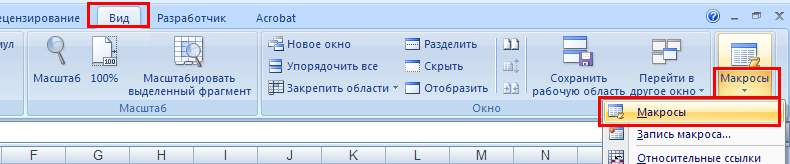 ецензирование Вид Разработчик Acrobat
мул
Масштаб 100% Масштабировать выделенный фрагмент
Новое окно
Упорядочить все
Закрепить области
Разделить
Скрыть
Отобразить
Сохранить рабочую область
Перейти в другое окно
Макросы
Масштаб Окно
Макросы
Запись макроса...
Относительные ссылки
F G H I J K L M N